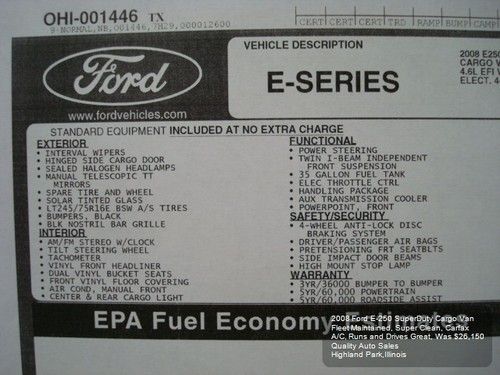 OHI-001446 TX
9-NORMAL,NB,001446,7H29,000012600
CERT CERT CERT TRD RAMP BUMP CAMP
Ford
www.fordvehicles.com
VEHICLE DESCRIPTION
E-SERIES
2008 E250
CARGO V
4.6L EFI V
ELECT. 4
STANDARD EQUIPMENT INCLUDED AT NO EXTRA CHARGE
EXTERIOR
• INTERVAL WIPERS
• HINGED SIDE CARGO DOOR
• SEALED HALOGEN HEADLAMPS
• MANUAL TELESCOPIC TT
MIRRORS
• SPARE TIRE AND WHEEL
• SOLAR TINTED GLASS
• LT245/75R16E BSW A/S TIRES
• BUMPERS, BLACK
• BLK NOSTRIL BAR GRILLE
INTERIOR
• AM/FM STEREO W/CLOCK
• TILT STEERING WHEEL
• TACHOMETER
• VINYL FRONT HEADLINER
• DUAL VINYL BUCKET SEATS
• FRONT VINYL FLOOR COVERING
• AIR COND, MANUAL FRONT
• CENTER & REAR CARGO LIGHT
FUNCTIONAL
• POWER STEERING
• TWIN I-BEAM INDEPENDENT
FRONT SUSPENSION
• 35 GALLON FUEL TANK
• ELEC THROTTLE CTRL
• HANDLING PACKAGE
• AUX TRANSMISSION COOLER
• POWERPOINT, FRONT
SAFETY/SECURITY
• 4-WHEEL ANTI-LOCK DISC
BRAKING SYSTEM
• DRIVER/PASSENGER AIR BAGS
• PRETENSIONING FRT SEATBLTS
• SIDE IMPACT DOOR BEAMS
• HIGH MOUNT STOP LAMP
WARRANTY
• 3YR/36000 BUMPER TO BUMPER
• 5YR/60,000 POWERTRAIN
• 5YR/60,000 ROADSIDE ASSIST
EPA Fuel Economy Estimates
2008 Ford E-250 SuperDuty Cargo Van
Fleet Maintained, Super Clean, Carfax
A/C, Runs and Drives Great, Was $26,150
Quality Auto Sales
Highland Park,Illinois